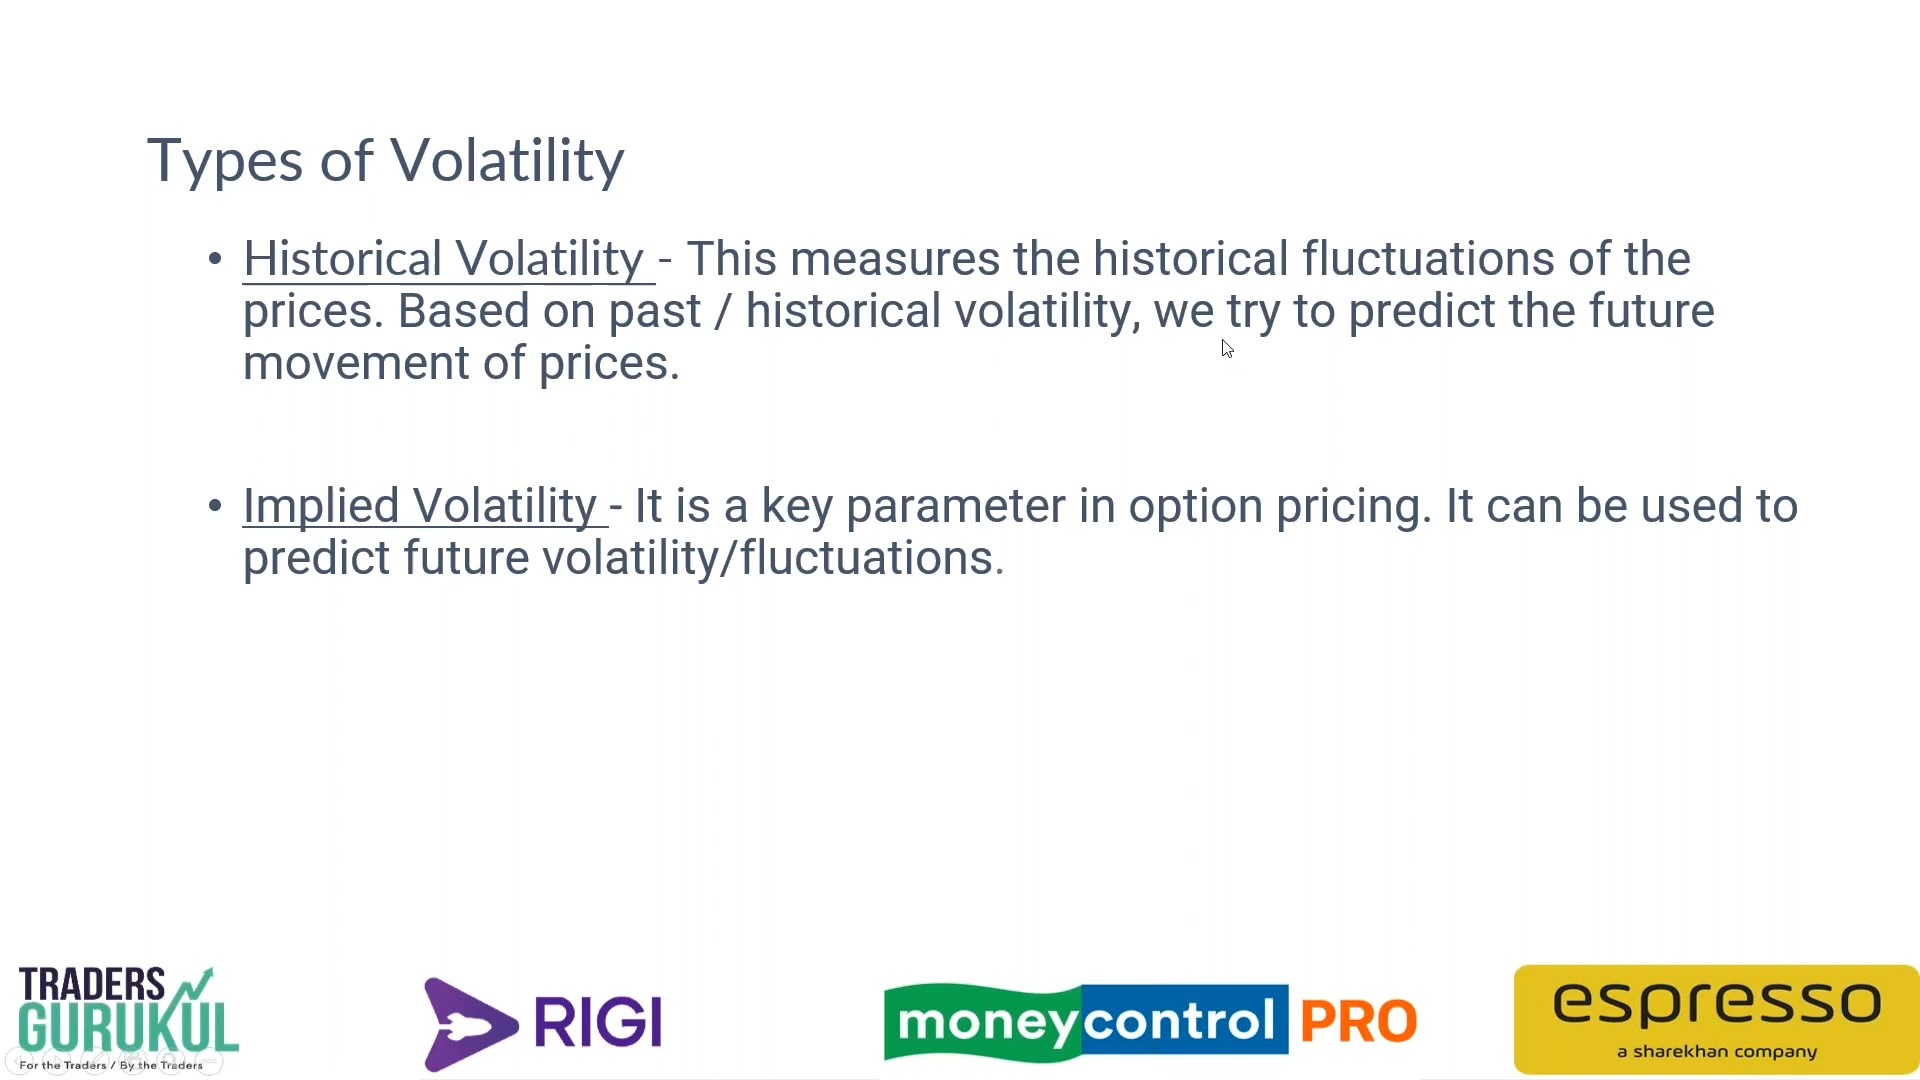 Types of Volatility
• Historical Volatility - This measures the historical fluctuations of the
prices. Based on past / historical volatility, we try to predict the future
movement of prices.
• Implied Volatility - It is a key parameter in option pricing. It can be used to
predict future volatility/fluctuations.
TRADERS
GURUKUL
For the Traders / By the Traders
RIGI
moneycontrol PRO
espresso
a sharekhan company